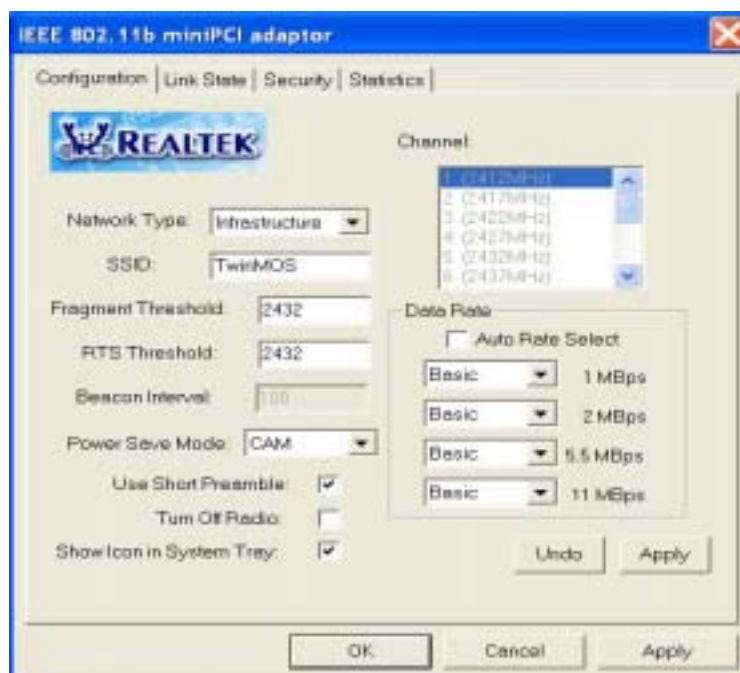 IEEE 802.11b miniPCI adaptor
Configuration
Link State
Security
Statistics
REALTEK
Channel:
1 (2412MHz)
2 (2417MHz)
3 (2422MHz)
4 (2427MHz)
5 (2432MHz)
6 (2437MHz)
Network Type:
Infrastructure
SSID:
TwinMOS
Fragment Threshold:
2432
RTS Threshold:
2432
Beacon Interval:
100
Power Save Mode:
CAM
Use Short Preamble:
Turn Off Radio:
Show Icon in System Tray:
Data Rate
Auto Rate Select
Basic
1 MBps
Basic
2 MBps
Basic
5.5 MBps
Basic
11 MBps
Undo
Apply
OK
Cancel
Apply